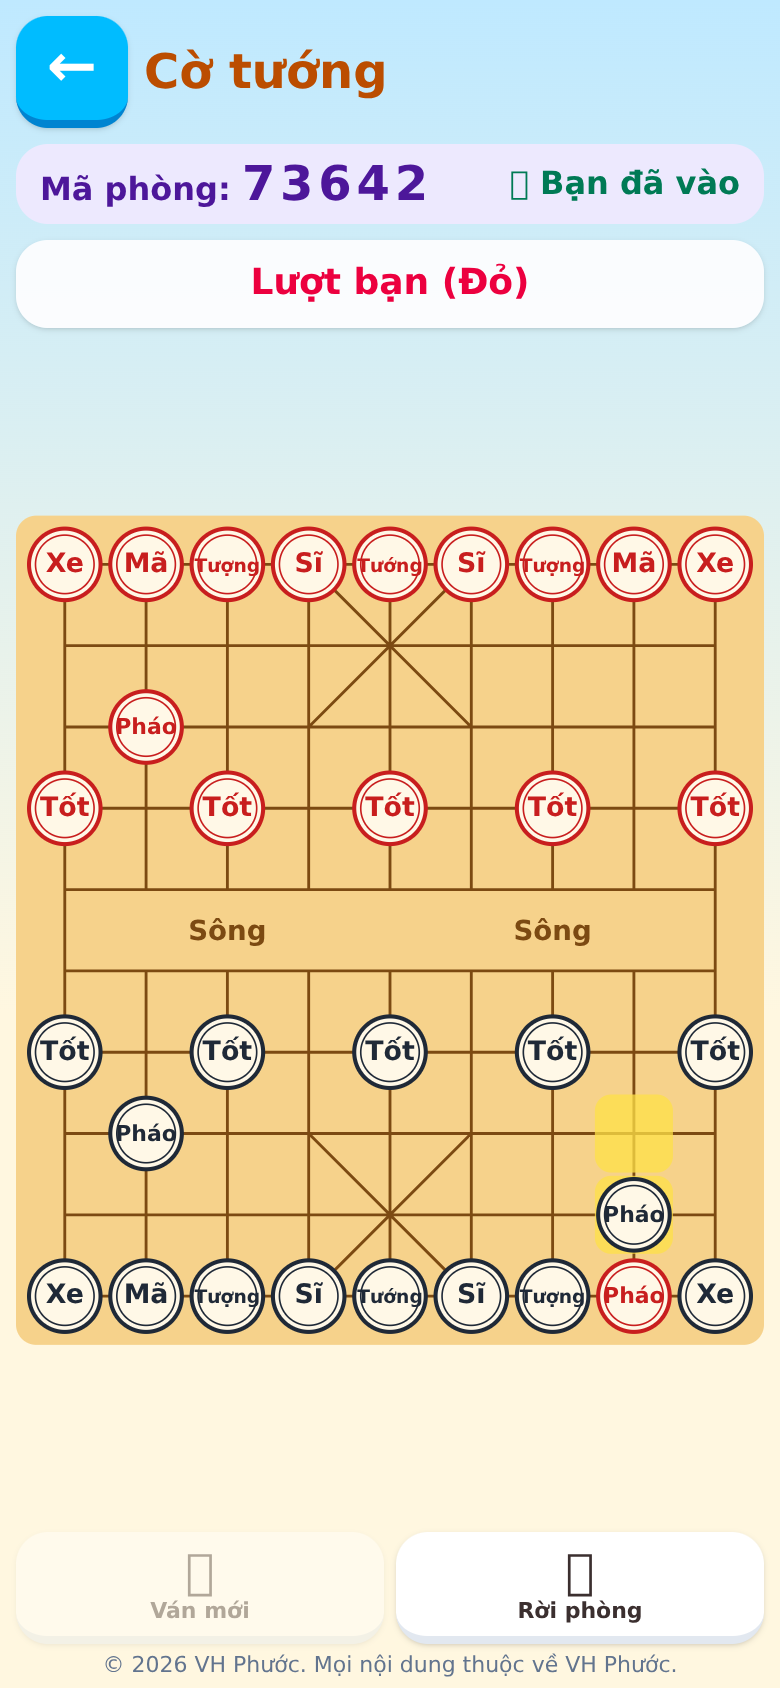 ← Cờ tướng
Mã phòng: 73642 Bạn đã vào
Lượt bạn (Đỏ)
Xe Mã Tượng Sĩ Tướng Sĩ Tượng Mã Xe
Pháo
Tốt Tốt Tốt Tốt Tốt
Sông Sông
Tốt Tốt Tốt Tốt Tốt
Pháo
Pháo
Xe Mã Tượng Sĩ Tướng Sĩ Tượng Pháo Xe
Ván mới Rời phòng
© 2026 VH Phước. Mọi nội dung thuộc về VH Phước.